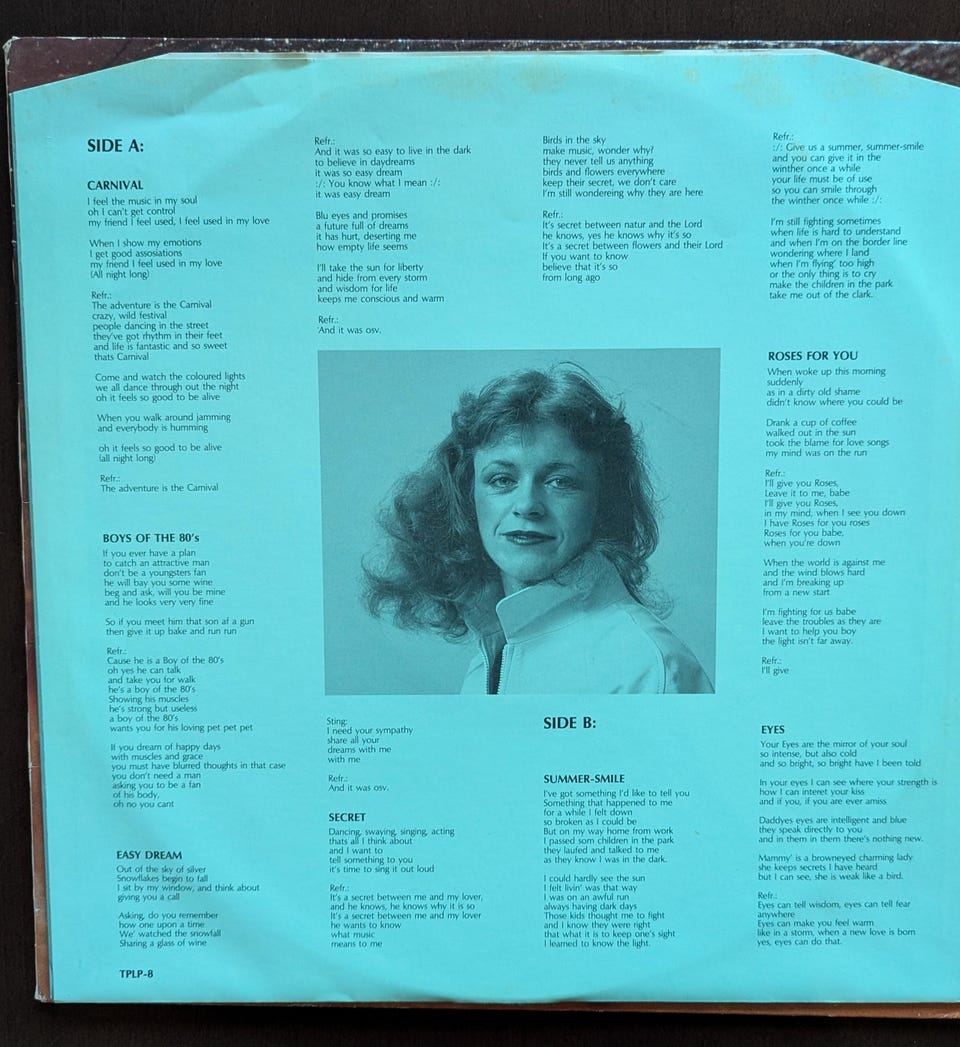 SIDE A:
CARNIVAL
I feel the music in my soul
oh I can't get control
my friend I feel used, I feel used in my love
When I show my emotions
I get good assosiations
my friend I feel used in my love
(All night long)
Refr.:
The adventure is the Carnival
crazy, wild festival
people dancing in the street
they've got rhythm in their feet
and life is fantastic and so sweet
thats Carnival
Come and watch the coloured lights
we all dance through out the night
oh it feels so good to be alive
When you walk around jamming
and everybody is humming
oh it feels so good to be alive
(all night long)
Refr.:
The adventure is the Carnival
BOYS OF THE 80's
If you ever have a plan
to catch an attractive man
don't be a youngsters fan
he will bay you some wine
beg and ask, will you be mine
and he looks very very fine
So if you meet him that son af a gun
then give it up bake and run run
Refr.:
Cause he is a Boy of the 80's
oh yes he can talk
and take you for walk
he's a boy of the 80's
Showing his muscles
he's strong but useless
a boy of the 80's
wants you for his loving pet pet pet
If you dream of happy days
with muscles and grace
you must have blurred thoughts in that case
you don't need a man
asking you to be a fan
of his body,
oh no you cant
EASY DREAM
Out of the sky of silver
Snowflakes begin to fall
I sit by my window, and think about
giving you a call
Asking, do you remember
how one upon a time
We' watched the snowfall
Sharing a glass of wine
TPLP-8
Refr.:
And it was so easy to live in the dark
to believe in daydreams
it was so easy dream
:/: You know what I mean :/:
it was easy dream
Blu eyes and promises
a future full of dreams
it has hurt, deserting me
how empty life seems
I'll take the sun for liberty
and hide from every storm
and wisdom for life
keeps me conscious and warm
Refr.:
'And it was osv.
Sting:
I need your sympathy
share all your
dreams with me
with me
Refr.:
And it was osv.
SECRET
Dancing, swaying, singing, acting
thats all I think about
and I want to
tell something to you
it's time to sing it out loud
Refr.:
It's a secret between me and my lover,
and he knows, he knows why it is so
It's a secret between me and my lover
he wants to know
what music
means to me
Birds in the sky
make music, wonder why?
they never tell us anything
birds and flowers everywhere
keep their secret, we don't care
I'm still wondereing why they are here
Refr.:
It's secret between natur and the Lord
he knows, yes he knows why it's so
It's a secret between flowers and their Lord
If you want to know
believe that it's so
from long ago
SIDE B:
SUMMER-SMILE
I've got something I'd like to tell you
Something that happened to me
for a while I felt down
so broken as I could be
But on my way home from work
I passed som children in the park
they laufed and talked to me
as they know I was in the dark.
I could hardly see the sun
I felt livin' was that way
I was on an awful run
always having dark days
Those kids thought me to fight
and I know they were right
that what it is to keep one's sight
I learned to know the light.
Refr.:
:/: Give us a summer, summer-smile
and you can give it in the
winther once a while
your life must be of use
so you can smile through
the winther once while :/:
I'm still fighting sometimes
when life is hard to understand
and when I'm on the border line
wondering where I land
when I'm flying' too high
or the only thing is to cry
make the children in the park
take me out of the clark.
ROSES FOR YOU
When woke up this morning
suddenly
as in a dirty old shame
didn't know where you could be
Drank a cup of coffee
walked out in the sun
took the blame for love songs
my mind was on the run
Refr.:
I'll give you Roses,
Leave it to me, babe
I'll give you Roses,
in my mind, when I see you down
I have Roses for you roses
Roses for you babe,
when you're down
When the world is against me
and the wind blows hard
and I'm breaking up
from a new start
I'm fighting for us babe
leave the troubles as they are
I want to help you boy
the light isn't far away.
Refr.:
I'll give
EYES
Your Eyes are the mirror of your soul
so intense, but also cold
and so bright, so bright have I been told
In your eyes I can see where your strength is
how I can interet your kiss
and if you, if you are ever amiss
Daddyes eyes are intelligent and blue
they speak directly to you
and in them in them there's nothing new.
Mammy' is a browneyed charming lady
she keeps secrets I have heard
but I can see, she is weak like a bird.
Refr.:
Eyes can tell wisdom, eyes can tell fear
anywhere
Eyes can make you feel warm
like in a storm, when a new love is born
yes, eyes can do that.